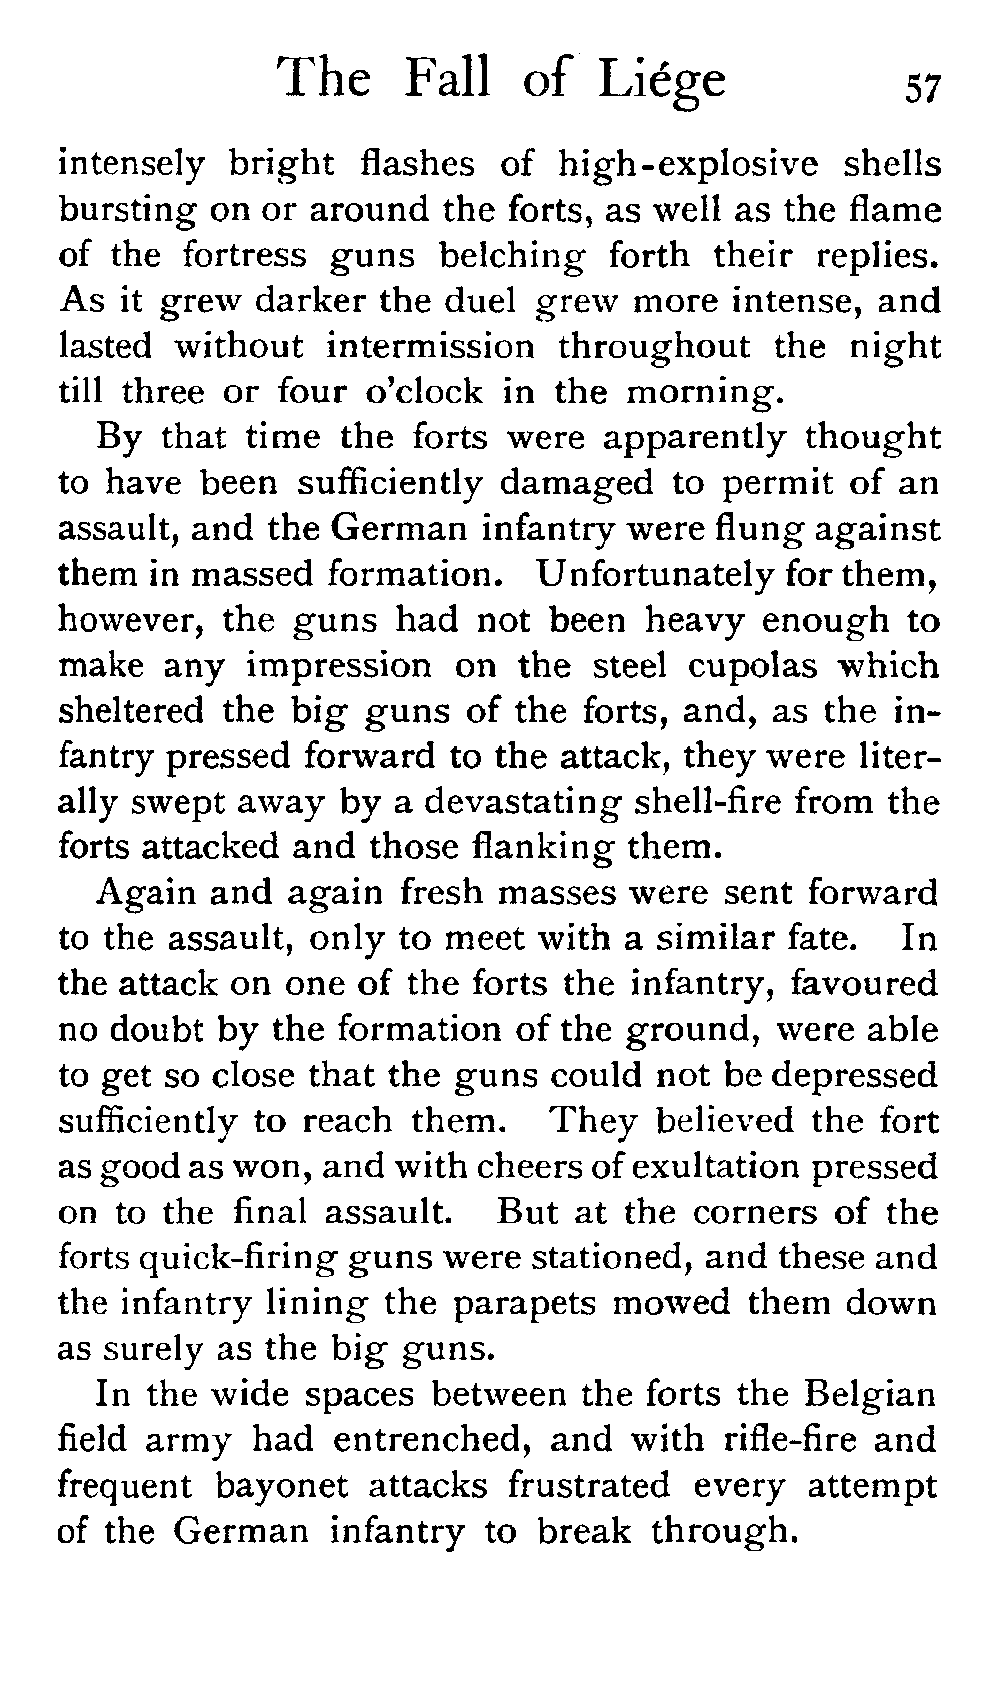 The Fall of Liége 57
intensely bright flashes of high-explosive shells
bursting on or around the forts, as well as the flame
of the fortress guns belching forth their replies.
As it grew darker the duel grew more intense, and
lasted without intermission throughout the night
till three or four o'clock in the morning.
By that time the forts were apparently thought
to have been sufficiently damaged to permit of an
assault, and the German infantry were flung against
them in massed formation. Unfortunately for them,
however, the guns had not been heavy enough to
make any impression on the steel cupolas which
sheltered the big guns of the forts, and, as the in-
fantry pressed forward to the attack, they were liter-
ally swept away by a devastating shell-fire from the
forts attacked and those flanking them.
Again and again fresh masses were sent forward
to the assault, only to meet with a similar fate. In
the attack on one of the forts the infantry, favoured
no doubt by the formation of the ground, were able
to get so close that the guns could not be depressed
sufficiently to reach them. They believed the fort
as good as won, and with cheers of exultation pressed
on to the final assault. But at the corners of the
forts quick-firing guns were stationed, and these and
the infantry lining the parapets mowed them down
as surely as the big guns.
In the wide spaces between the forts the Belgian
field army had entrenched, and with rifle-fire and
frequent bayonet attacks frustrated every attempt
of the German infantry to break through.